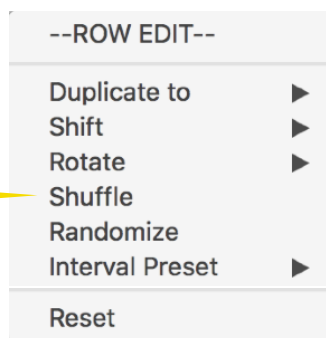 --ROW EDIT--
Duplicate to
Shift
Rotate
Shuffle
Randomize
Interval Preset
Reset